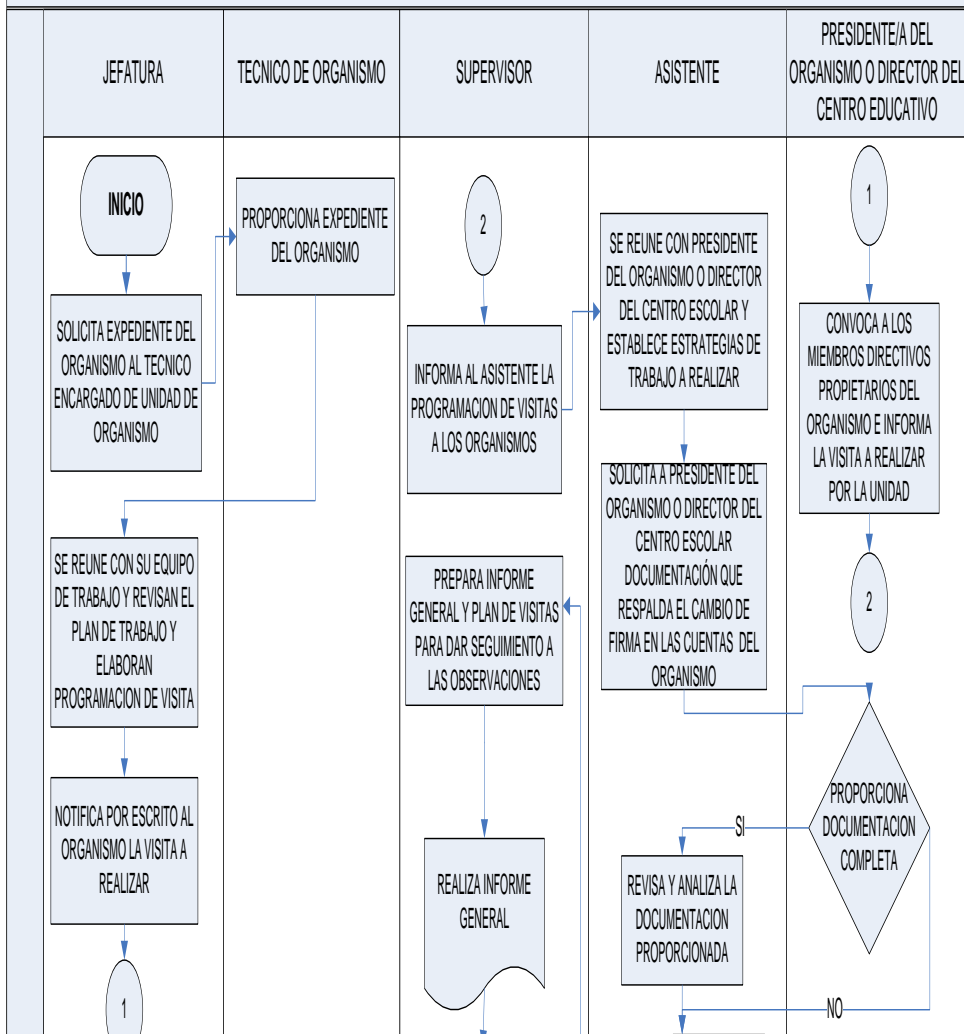 JEFATURA
TECNICO DE ORGANISMO
SUPERVISOR
ASISTENTE
PRESIDENTE/A DEL
ORGANISMO O DIRECTOR DEL
CENTRO EDUCATIVO
INICIO
SOLICITA EXPEDIENTE DEL
ORGANISMO AL TECNICO
ENCARGADO DE UNIDAD DE
ORGANISMO
SE REUNE CON SU EQUIPO
DE TRABAJO Y REVISAN EL
PLAN DE TRABAJO Y
ELABORAN
PROGRAMACION DE VISITA
NOTIFICA POR ESCRITO AL
ORGANISMO LA VISITA A
REALIZAR
1
PROPORCIONA EXPEDIENTE
DEL ORGANISMO
2
INFORMA AL ASISTENTE LA
PROGRAMACION DE VISITAS
A LOS ORGANISMOS
PREPARA INFORME
GENERAL Y PLAN DE VISITAS
PARA DAR SEGUIMIENTO A
LAS OBSERVACIONES
REALIZA INFORME
GENERAL
SE REUNE CON PRESIDENTE
DEL ORGANISMO O DIRECTOR
DEL CENTRO ESCOLAR Y
ESTABLECE ESTRATEGIAS DE
TRABAJO A REALIZAR
SOLICITA A PRESIDENTE DEL
ORGANISMO O DIRECTOR DEL
CENTRO ESCOLAR
DOCUMENTACIÓN QUE
RESPALDA EL CAMBIO DE
FIRMA EN LAS CUENTAS DEL
ORGANISMO
SI
REVISA Y ANALIZA LA
DOCUMENTACION
PROPORCIONADA
1
CONVOCA A LOS
MIEMBROS DIRECTIVOS
PROPIETARIOS DEL
ORGANISMO E INFORMA
LA VISITA A REALIZAR
POR LA UNIDAD
2
PROPORCIONA
DOCUMENTACION
COMPLETA
NO